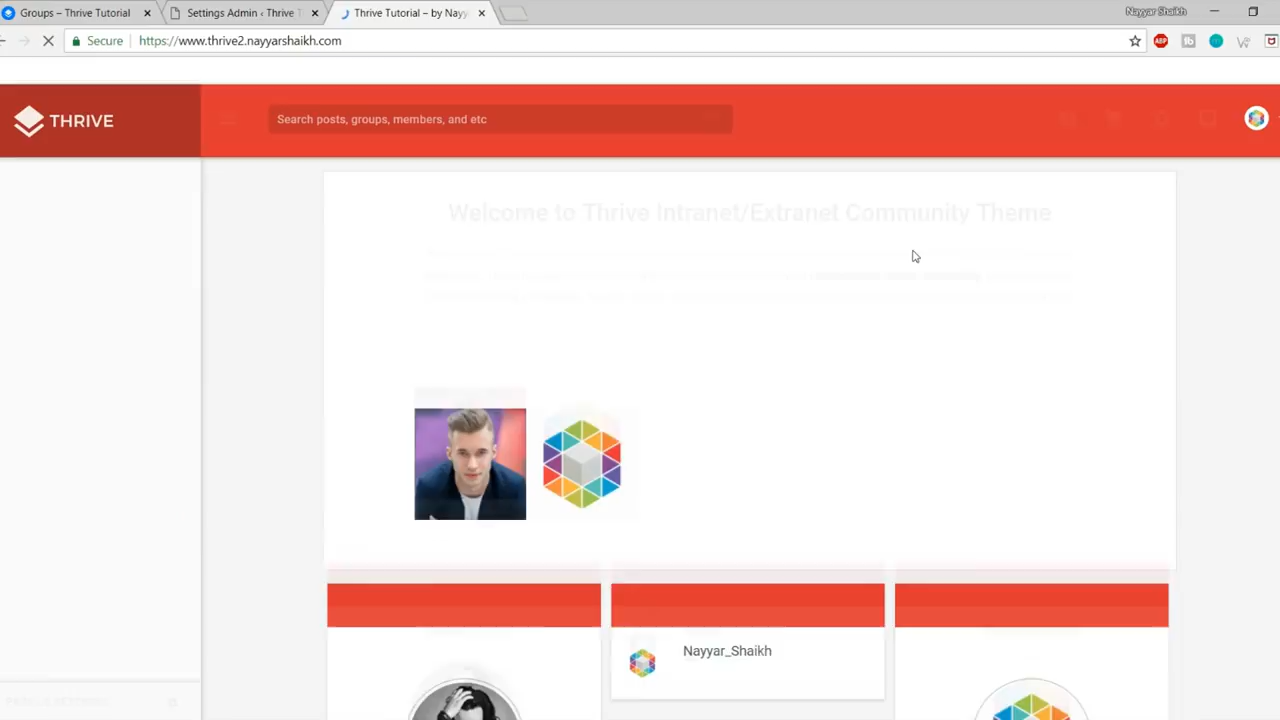 Groups – Thrive Tutorial
Settings Admin ‹ Thrive T
Thrive Tutorial – by Nayy
Nayyar Shaikh
Secure
https://www.thrive2.nayyarshaikh.com
THRIVE
Search posts, groups, members, and etc
Welcome to Thrive Intranet/Extranet Community Theme
Nayyar_Shaikh